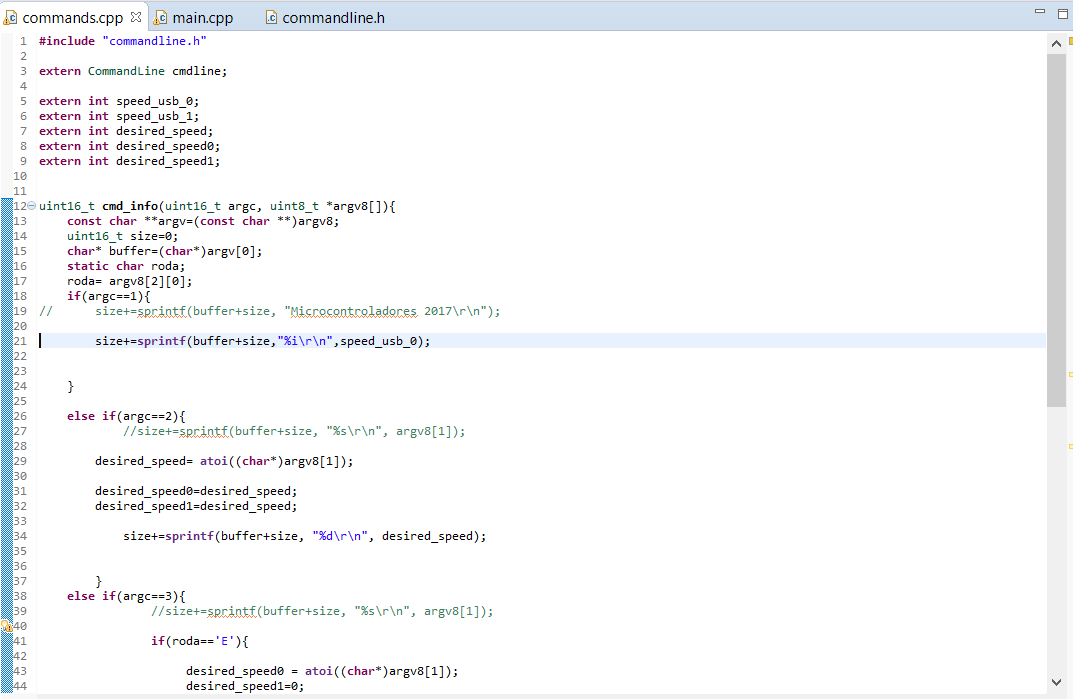 commands.cpp main.cpp commandline.h
1 #include "commandline.h"
2
3 extern CommandLine cmdline;
4
5 extern int speed_usb_0;
6 extern int speed_usb_1;
7 extern int desired_speed;
8 extern int desired_speed0;
9 extern int desired_speed1;
10
11
12 uint16_t cmd_info(uint16_t argc, uint8_t *argv8[]){
13 const char **argv=(const char **)argv8;
14 uint16_t size=0;
15 char* buffer=(char*)argv[0];
16 static char roda;
17 roda= argv8[2][0];
18 if(argc==1){
19 // size+=sprintf(buffer+size, "Microcontroladores 2017\r\n");
20
21 size+=sprintf(buffer+size,"%i\r\n",speed_usb_0);
22
23
24 }
25
26 else if(argc==2){
27 //size+=sprintf(buffer+size, "%s\r\n", argv8[1]);
28
29 desired_speed= atoi((char*)argv8[1]);
30
31 desired_speed0=desired_speed;
32 desired_speed1=desired_speed;
33
34 size+=sprintf(buffer+size, "%d\r\n", desired_speed);
35
36
37 }
38 else if(argc==3){
39 //size+=sprintf(buffer+size, "%s\r\n", argv8[1]);
40
41 if(roda=='E'){
42
43 desired_speed0 = atoi((char*)argv8[1]);
44 desired_speed1=0;